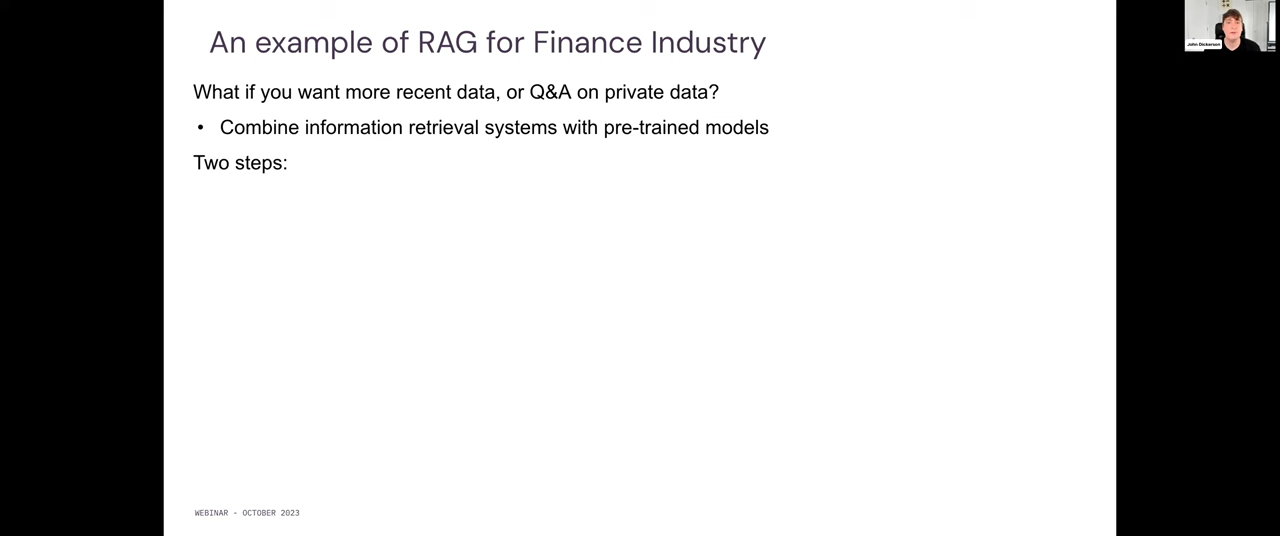 An example of RAG for Finance Industry
John Dickerson
What if you want more recent data, or Q&A on private data?
• Combine information retrieval systems with pre-trained models
Two steps:
WEBINAR - OCTOBER 2023